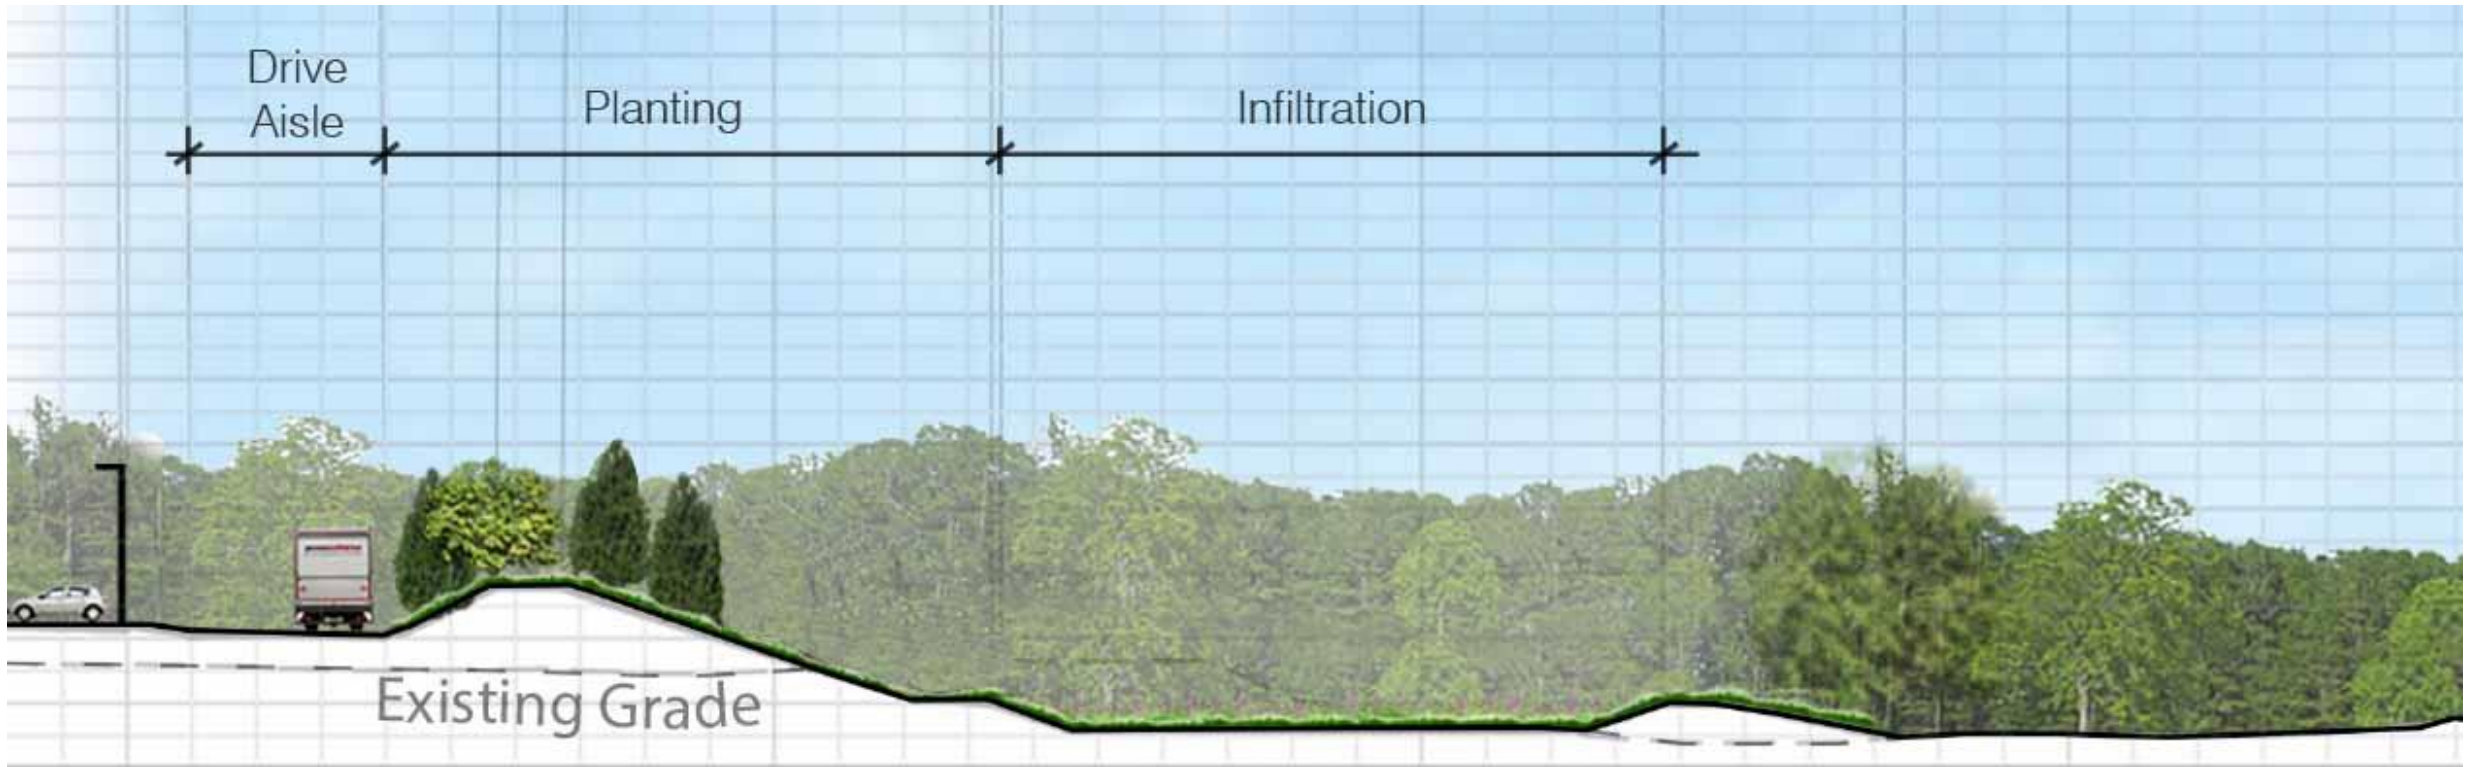 Drive
Aisle
Planting
Infiltration
Existing Grade